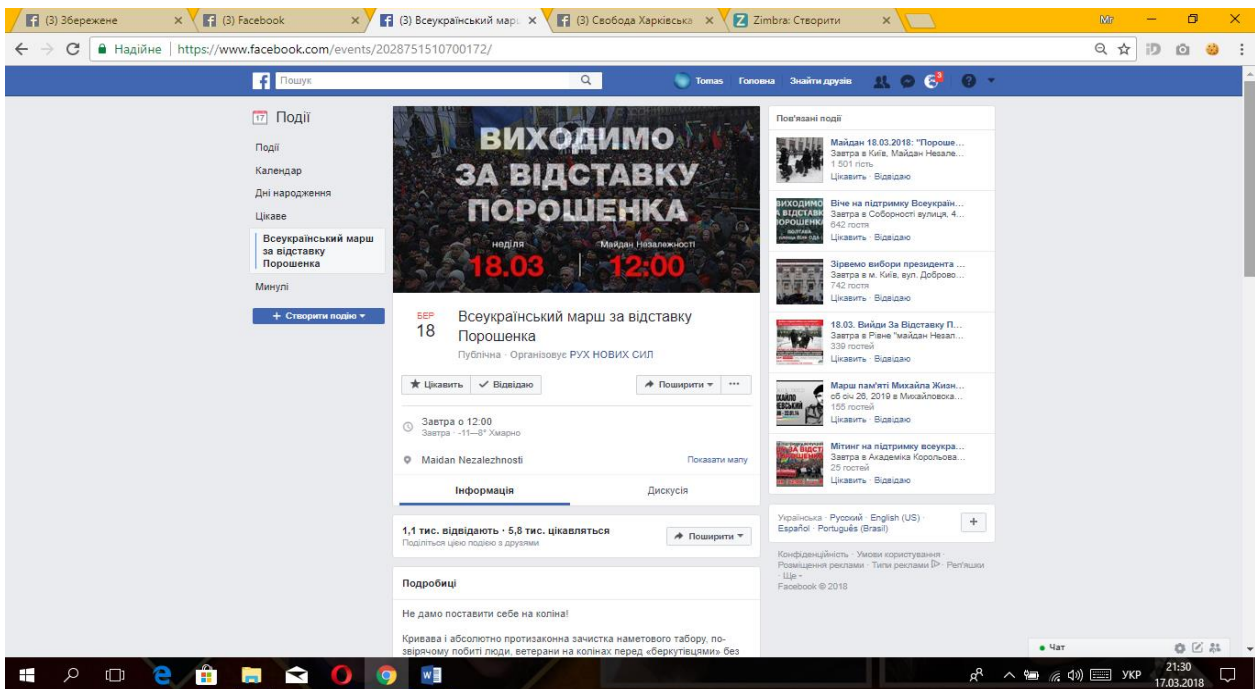 (3) Збережене
(3) Facebook
(3) Всеукраїнський марш
(3) Свобода Харківська
Zimbra: Створити
Mr
Надійне | https://www.facebook.com/events/2028751510700172/
Пошук
Tomas Головна Знайти друзів
3
17 Події
Події
Календар
Дні народження
Цікаве
Всеукраїнський марш
за відставку
Порошенка
Минулі
+ Створити подію
ВИХОДИМО
ЗА ВІДСТАВКУ
ПОРОШЕНКА
неділя
18.03
Майдан Незалежності
12:00
БЕР
18
Всеукраїнський марш за відставку
Порошенка
Публічна · Організовує РУХ НОВИХ СИЛ
Цікавить
Відвідаю
Поширити
Завтра о 12:00
Завтра · -11—8° Хмарно
Maidan Nezalezhnosti
Показати мапу
Інформація
Дискусія
1,1 тис. відвідають · 5,8 тис. цікавляться
Поділіться цією подією з друзями
Поширити
Подробиці
Не дамо поставити себе на коліна!
Кривава і абсолютно протизаконна зачистка наметового табору, по-
звірячому побиті люди, ветерани на колінах перед «беркутівцями» без
Пов'язані події
Майдан 18.03.2018: "Пороше...
Завтра в Київ, Майдан Незале...
1 501 гість
Цікавить · Відвідаю
Віче на підтримку Всеукраїн...
Завтра в Соборності вулиця, 4...
642 гостя
Цікавить · Відвідаю
Зірвемо вибори президента ...
Завтра в м. Київ, вул. Доброво...
742 гостя
Цікавить · Відвідаю
18.03. Вийди За Відставку П...
Завтра в Рівне "майдан Незал...
339 гостей
Цікавить · Відвідаю
Марш пам'яті Михайла Жизн...
сб січ 26, 2019 в Михайловска...
155 гостей
Цікавить · Відвідаю
Мітинг на підтримку всеукра...
Завтра в Академіка Корольова...
25 гостей
Цікавить · Відвідаю
Українська · Русский · English (US) ·
Español · Português (Brasil)
Конфіденційність · Умови користування ·
Розміщення реклами · Типи реклами · Реп'яшки
· Ще
Facebook © 2018
Чат
УКР
21:30
17.03.2018